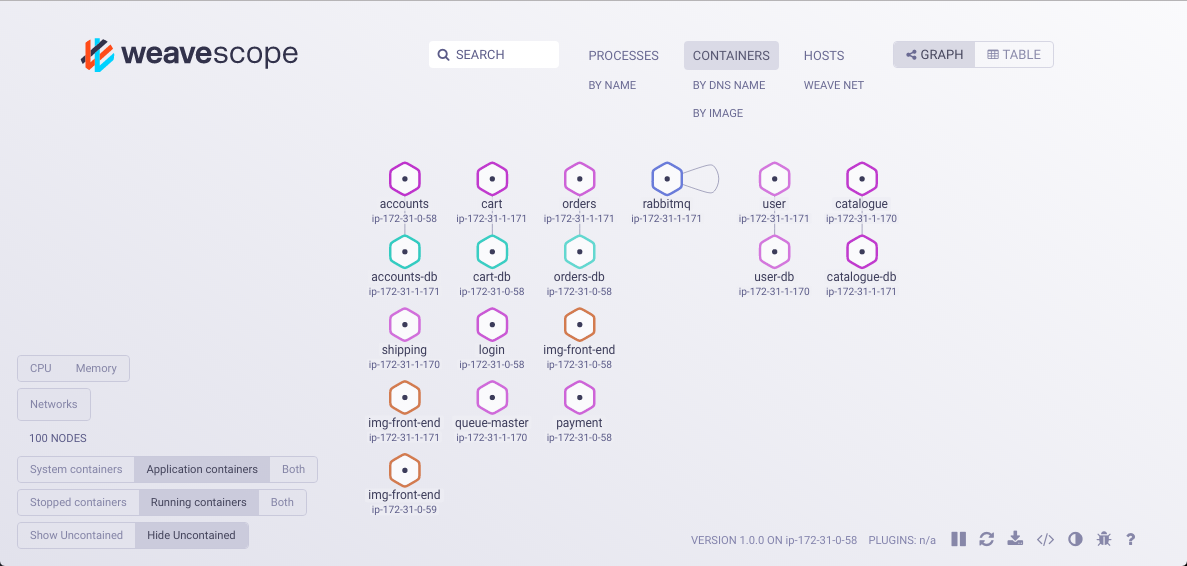 weavescope
SEARCH
PROCESSES
CONTAINERS
HOSTS
GRAPH
TABLE
BY NAME
BY DNS NAME
WEAVE NET
BY IMAGE
accounts
ip-172-31-0-58
cart
ip-172-31-1-171
orders
ip-172-31-1-171
rabbitmq
ip-172-31-1-171
user
ip-172-31-1-171
catalogue
ip-172-31-1-170
accounts-db
ip-172-31-1-171
cart-db
ip-172-31-0-58
orders-db
ip-172-31-0-58
user-db
ip-172-31-1-170
catalogue-db
ip-172-31-1-171
shipping
ip-172-31-1-170
login
ip-172-31-0-58
img-front-end
ip-172-31-0-58
img-front-end
ip-172-31-1-171
queue-master
ip-172-31-1-170
payment
ip-172-31-0-58
img-front-end
ip-172-31-0-59
CPU Memory
Networks
100 NODES
System containers Application containers Both
Stopped containers Running containers Both
Show Uncontained Hide Uncontained
VERSION 1.0.0 ON ip-172-31-0-58 PLUGINS: n/a </> ?